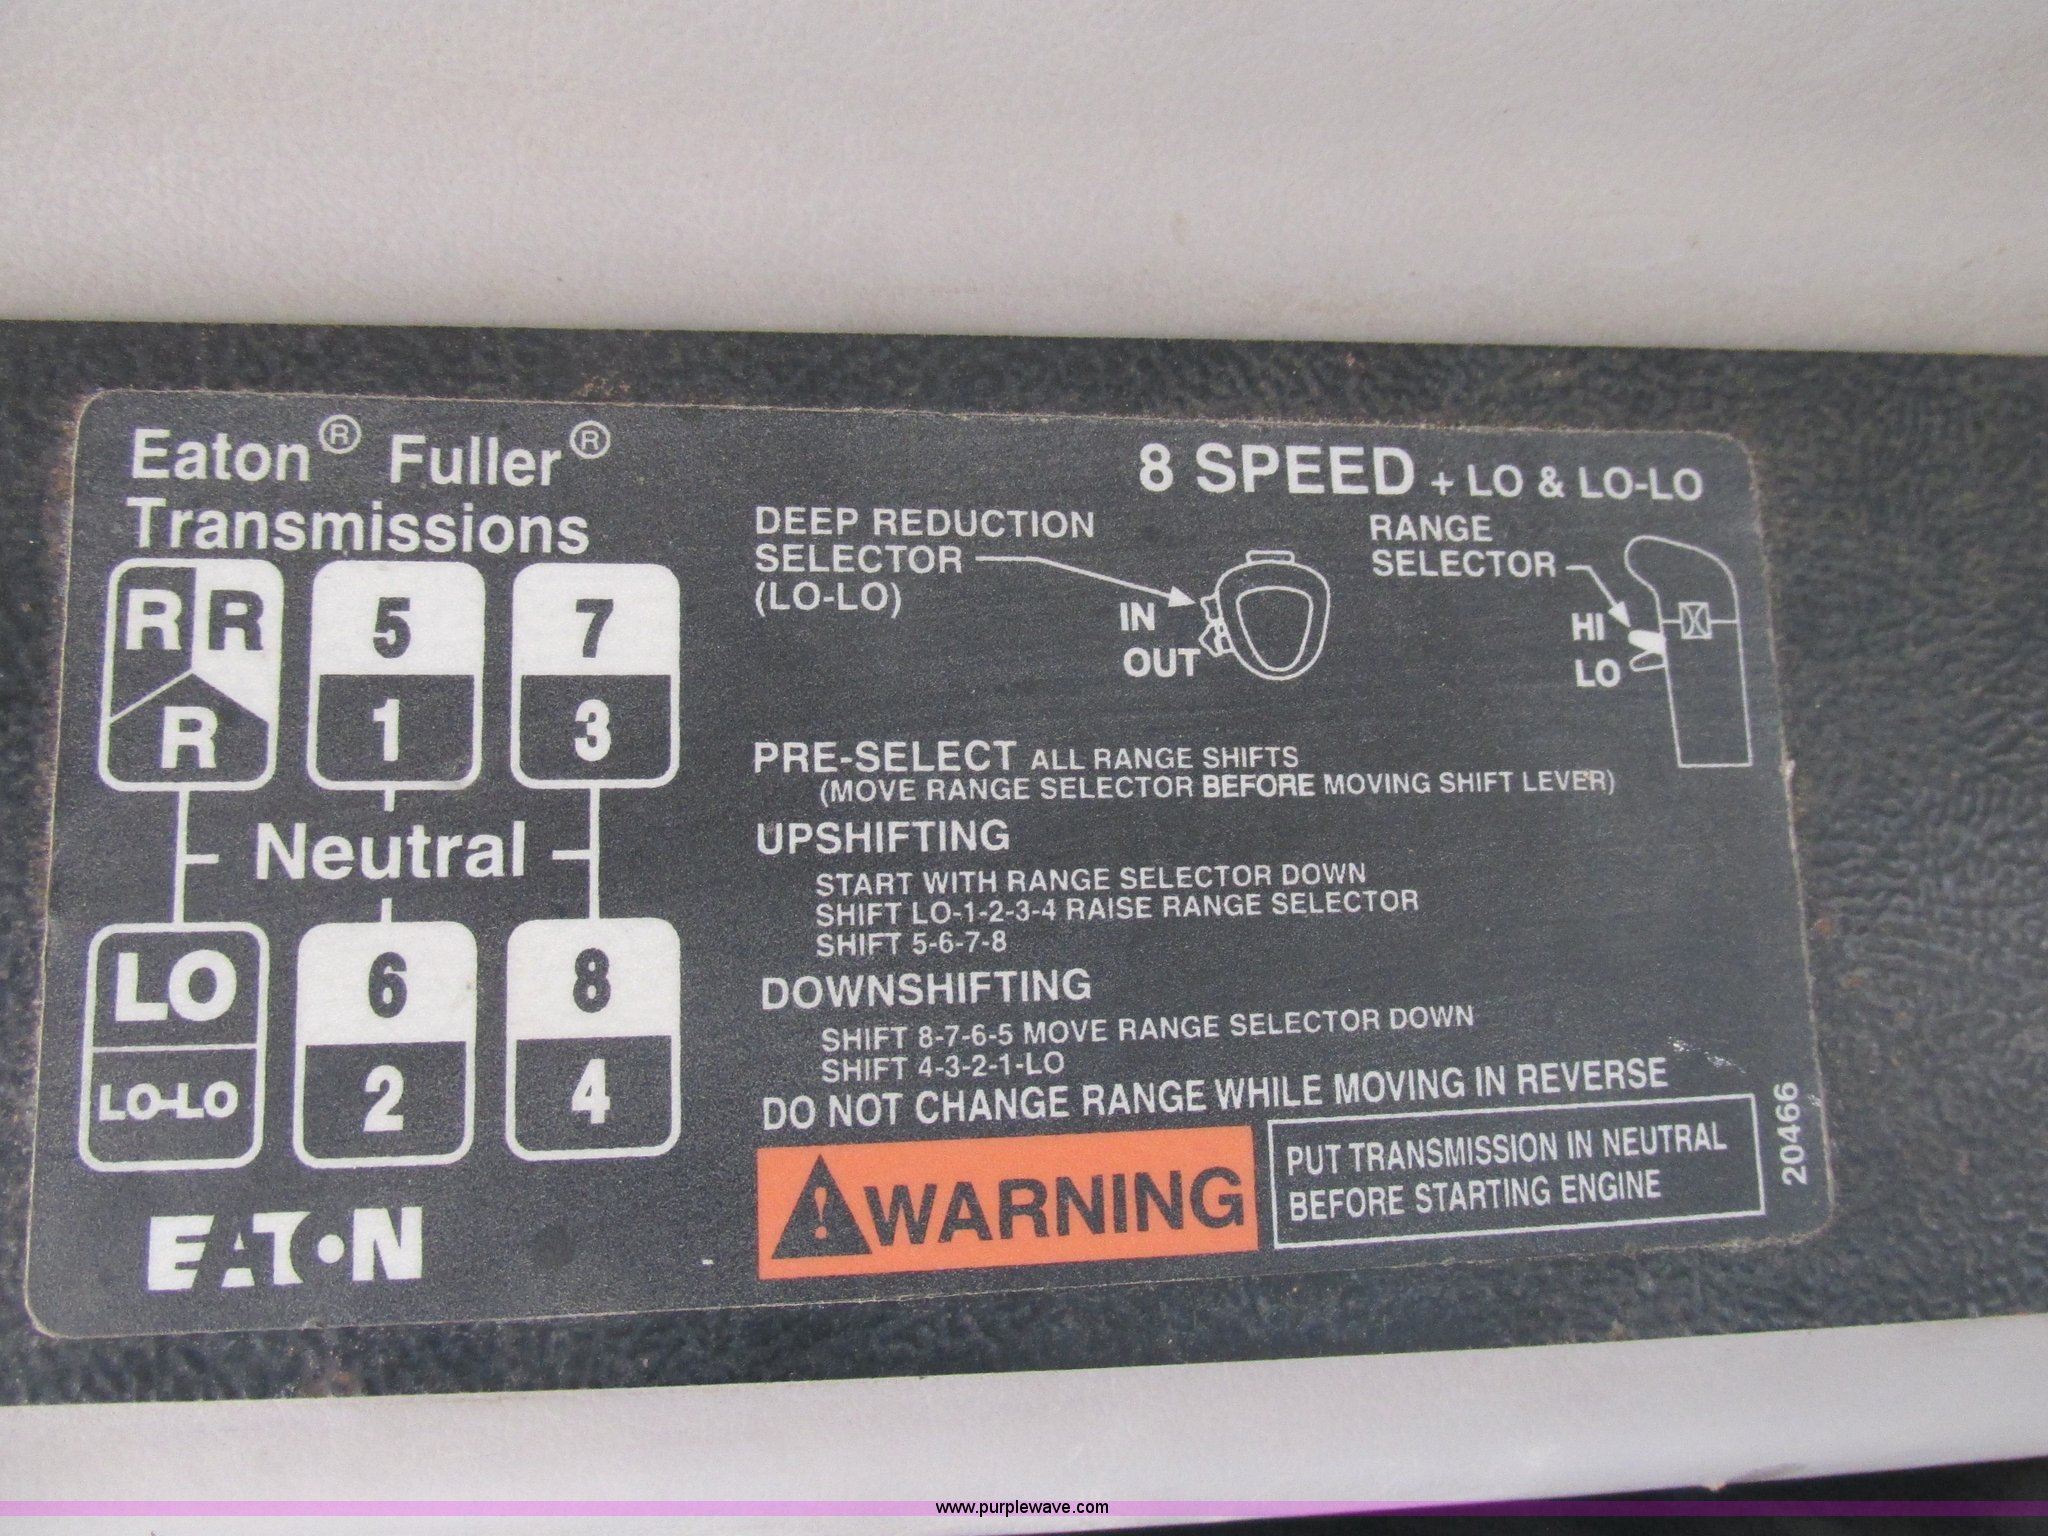 Eaton® Fuller®
Transmissions
R R
R
5
1
7
3
Neutral
LO
LO-LO
6
2
8
4
EATON
8 SPEED + LO & LO-LO
DEEP REDUCTION
SELECTOR
(LO-LO)
IN
OUT
RANGE
SELECTOR
HI
LO
PRE-SELECT ALL RANGE SHIFTS
(MOVE RANGE SELECTOR BEFORE MOVING SHIFT LEVER)
UPSHIFTING
START WITH RANGE SELECTOR DOWN
SHIFT LO-1-2-3-4 RAISE RANGE SELECTOR
SHIFT 5-6-7-8
DOWNSHIFTING
SHIFT 8-7-6-5 MOVE RANGE SELECTOR DOWN
SHIFT 4-3-2-1-LO
DO NOT CHANGE RANGE WHILE MOVING IN REVERSE
WARNING
PUT TRANSMISSION IN NEUTRAL
BEFORE STARTING ENGINE
20466
www.purplewave.com